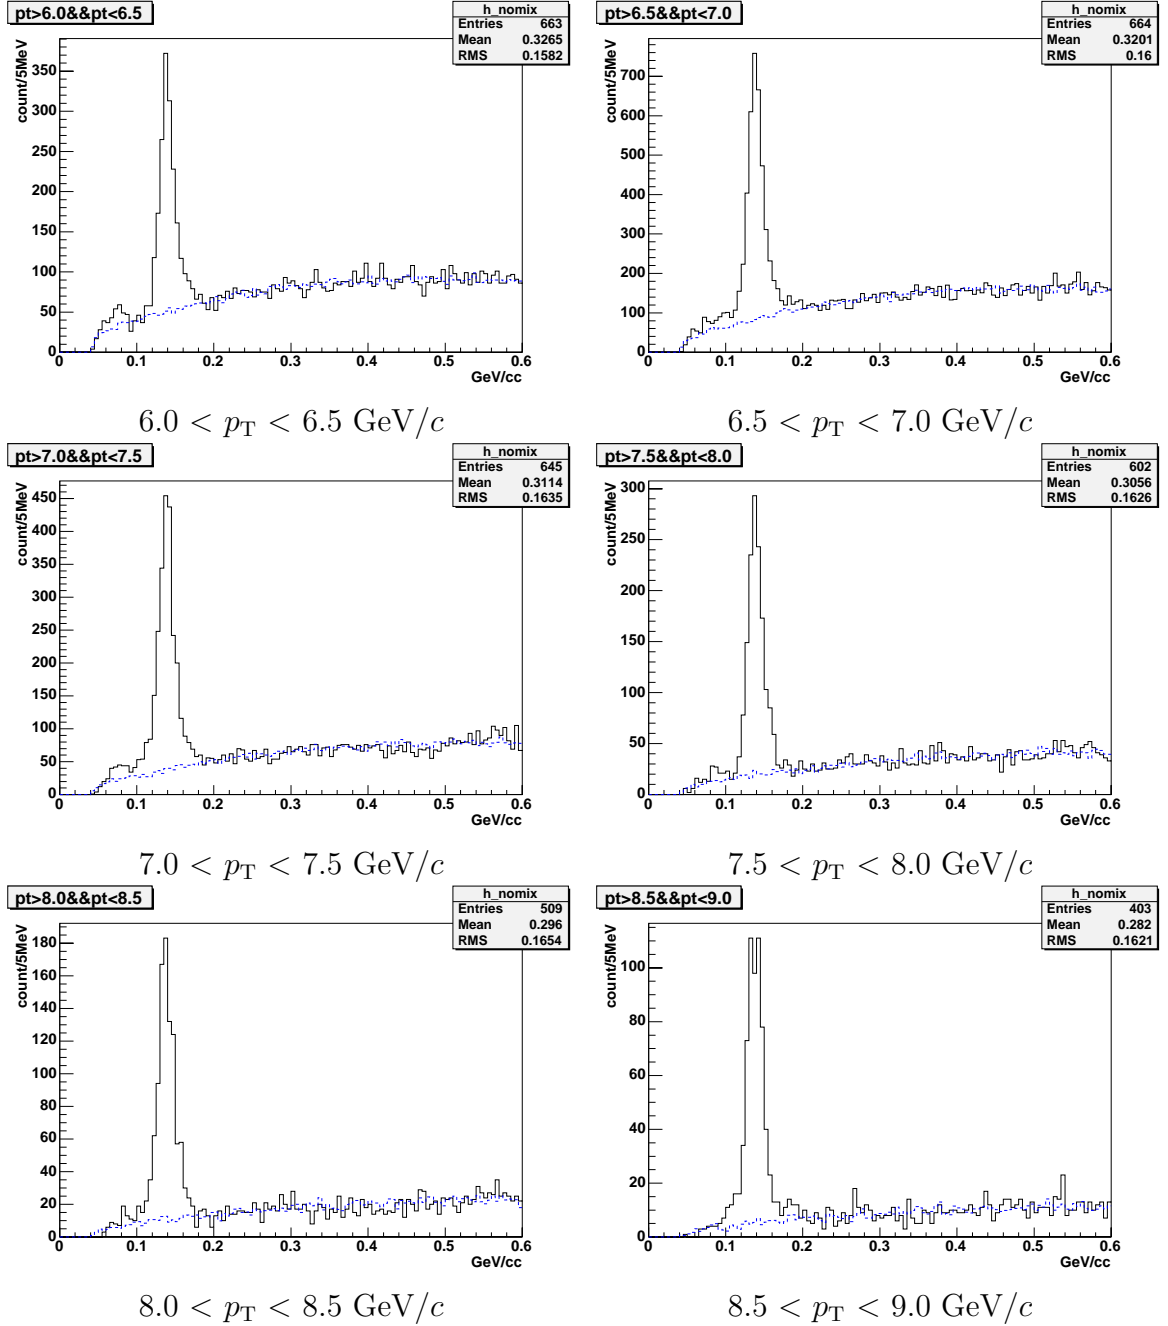 pt>6.0&&pt<6.5
h_nomix
Entries 663
Mean 0.3265
RMS 0.1582
count/5MeV
350
300
250
200
150
100
50
0
0 0.1 0.2 0.3 0.4 0.5 0.6
GeV/cc
6.0 < pT < 6.5 GeV/c
pt>6.5&&pt<7.0
h_nomix
Entries 664
Mean 0.3201
RMS 0.16
count/5MeV
700
600
500
400
300
200
100
0
0 0.1 0.2 0.3 0.4 0.5 0.6
GeV/cc
6.5 < pT < 7.0 GeV/c
pt>7.0&&pt<7.5
h_nomix
Entries 645
Mean 0.3114
RMS 0.1635
count/5MeV
450
400
350
300
250
200
150
100
50
0
0 0.1 0.2 0.3 0.4 0.5 0.6
GeV/cc
7.0 < pT < 7.5 GeV/c
pt>7.5&&pt<8.0
h_nomix
Entries 602
Mean 0.3056
RMS 0.1626
count/5MeV
300
250
200
150
100
50
0
0 0.1 0.2 0.3 0.4 0.5 0.6
GeV/cc
7.5 < pT < 8.0 GeV/c
pt>8.0&&pt<8.5
h_nomix
Entries 509
Mean 0.296
RMS 0.1654
count/5MeV
180
160
140
120
100
80
60
40
20
0
0 0.1 0.2 0.3 0.4 0.5 0.6
GeV/cc
8.0 < pT < 8.5 GeV/c
pt>8.5&&pt<9.0
h_nomix
Entries 403
Mean 0.282
RMS 0.1621
count/5MeV
100
80
60
40
20
0
0 0.1 0.2 0.3 0.4 0.5 0.6
GeV/cc
8.5 < pT < 9.0 GeV/c